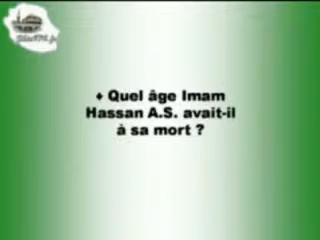 ♦ Quel âge Imam
Hassan A.S. avait-il
à sa mort ?